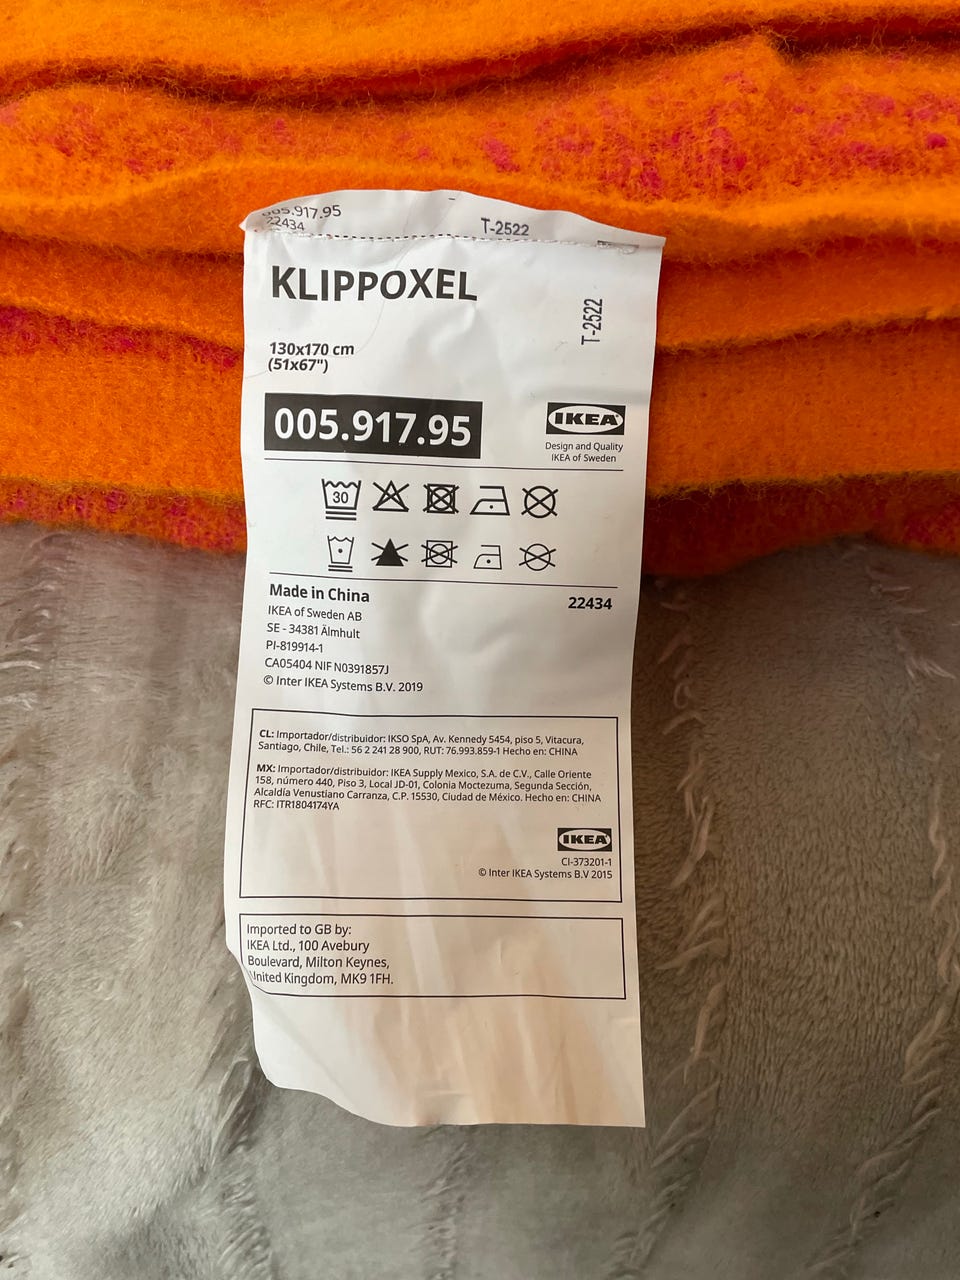 005.917.95
22434
T-2522
KLIPPOXEL
T-2522
130x170 cm
(51x67")
005.917.95
IKEA
Design and Quality
IKEA of Sweden
30
Made in China
22434
IKEA of Sweden AB
SE - 34381 Älmhult
PI-819914-1
CA05404 NIF N0391857J
© Inter IKEA Systems B.V. 2019
CL: Importador/distribuidor: IKSO SpA, Av. Kennedy 5454, piso 5, Vitacura,
Santiago, Chile, Tel.: 56 2 241 28 900, RUT: 76.993.859-1 Hecho en: CHINA
MX: Importador/distribuidor: IKEA Supply Mexico, S.A. de C.V., Calle Oriente
158, número 440, Piso 3, Local JD-01, Colonia Moctezuma, Segunda Sección,
Alcaldía Venustiano Carranza, C.P. 15530, Ciudad de México. Hecho en: CHINA
RFC: ITR1804174YA
IKEA
CI-373201-1
© Inter IKEA Systems B.V 2015
Imported to GB by:
IKEA Ltd., 100 Avebury
Boulevard, Milton Keynes,
United Kingdom, MK9 1FH.